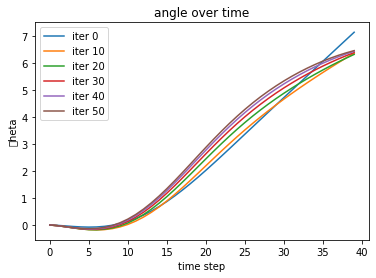 angle over time
iter 0
iter 10
iter 20
iter 30
iter 40
iter 50
7
6
5
4
3
2
1
0
▯heta
0 5 10 15 20 25 30 35 40
time step